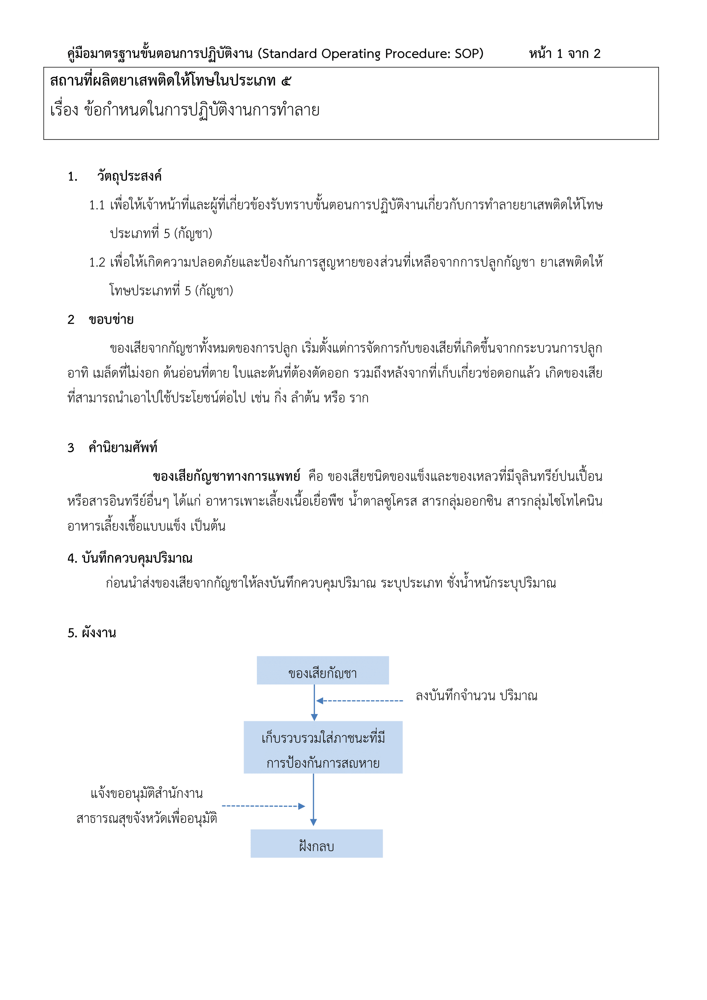 คู่มือมาตรฐานขั้นตอนการปฏิบัติงาน (Standard Operating Procedure: SOP) หน้า 1 จาก 2
สถานที่ผลิตยาเสพติดให้โทษในประเภท ๕
เรื่อง ข้อกำหนดในการปฏิบัติงานการทำลาย
1. วัตถุประสงค์
1.1 เพื่อให้เจ้าหน้าที่และผู้ที่เกี่ยวข้องรับทราบขั้นตอนการปฏิบัติงานเกี่ยวกับการทำลายยาเสพติดให้โทษ
ประเภทที่ 5 (กัญชา)
1.2 เพื่อให้เกิดความปลอดภัยและป้องกันการสูญหายของส่วนที่เหลือจากการปลูกกัญชา ยาเสพติดให้
โทษประเภทที่ 5 (กัญชา)
2 ขอบข่าย
ของเสียจากกัญชาทั้งหมดของการปลูก เริ่มตั้งแต่การจัดการกับของเสียที่เกิดขึ้นจากกระบวนการปลูก
อาทิ เมล็ดที่ไม่งอก ต้นอ่อนที่ตาย ใบและต้นที่ต้องตัดออก รวมถึงหลังจากที่เก็บเกี่ยวช่อดอกแล้ว เกิดของเสีย
ที่สามารถนำเอาไปใช้ประโยชน์ต่อไป เช่น กิ่ง ลำต้น หรือ ราก
3 คำนิยามศัพท์
ของเสียกัญชาทางการแพทย์ คือ ของเสียชนิดของแข็งและของเหลวที่มีจุลินทรีย์ปนเปื้อน
หรือสารอินทรีย์อื่นๆ ได้แก่ อาหารเพาะเลี้ยงเนื้อเยื่อพืช น้ำตาลซูโครส สารกลุ่มออกซิน สารกลุ่มไซโทไคนิน
อาหารเลี้ยงเชื้อแบบแข็ง เป็นต้น
4. บันทึกควบคุมปริมาณ
ก่อนนำส่งของเสียจากกัญชาให้ลงบันทึกควบคุมปริมาณ ระบุประเภท ชั่งน้ำหนักระบุปริมาณ
5. ผังงาน
ของเสียกัญชา
ลงบันทึกจำนวน ปริมาณ
เก็บรวบรวมใส่ภาชนะที่มี
การป้องกันการสูญหาย
แจ้งขออนุมัติสำนักงาน
สาธารณสุขจังหวัดเพื่ออนุมัติ
ฝังกลบ